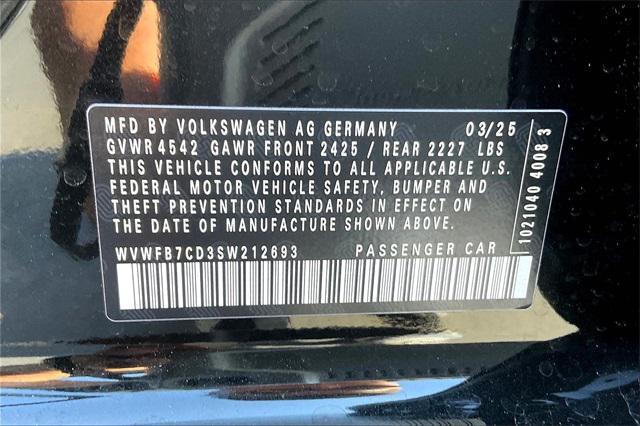 MFD BY VOLKSWAGEN AG GERMANY 03/25
GVWR 4542 GAWR FRONT 2425 / REAR 2227 LBS
THIS VEHICLE CONFORMS TO ALL APPLICABLE U.S.
FEDERAL MOTOR VEHICLE SAFETY, BUMPER AND
THEFT PREVENTION STANDARDS IN EFFECT ON
THE DATE OF MANUFACTURE SHOWN ABOVE.
WVWFB7CD3SW212693 PASSENGER CAR
1021040 4008 3